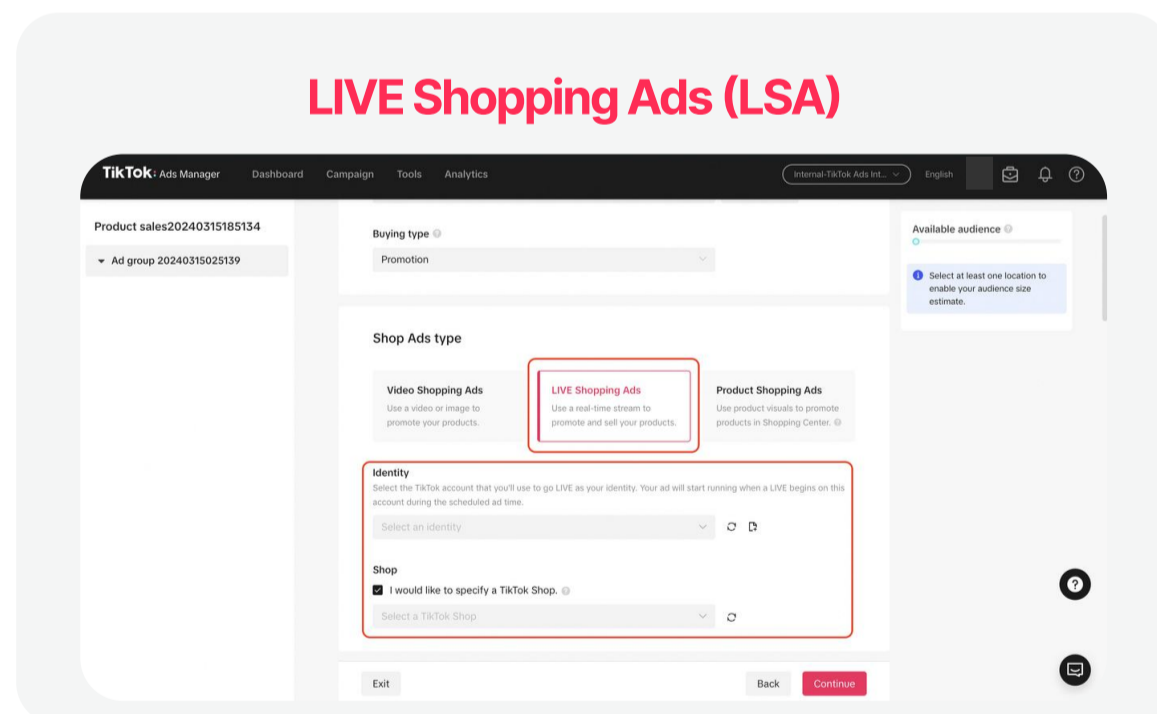 LIVE Shopping Ads (LSA)
TikTok: Ads Manager
Dashboard
Campaign
Tools
Analytics
Internal-TikTok Ads Int...
English
Product sales20240315185134
Ad group 20240315025139
Buying type
Promotion
Available audience
Select at least one location to
enable your audience size
estimate.
Shop Ads type
Video Shopping Ads
Use a video or image to
promote your products.
LIVE Shopping Ads
Use a real-time stream to
promote and sell your products.
Product Shopping Ads
Use product visuals to promote
products in Shopping Center.
Identity
Select the TikTok account that you'll use to go LIVE as your identity. Your ad will start running when a LIVE begins on this
account during the scheduled ad time.
Select an identity
Shop
I would like to specify a TikTok Shop.
Select a TikTok Shop
Exit
Back
Continue